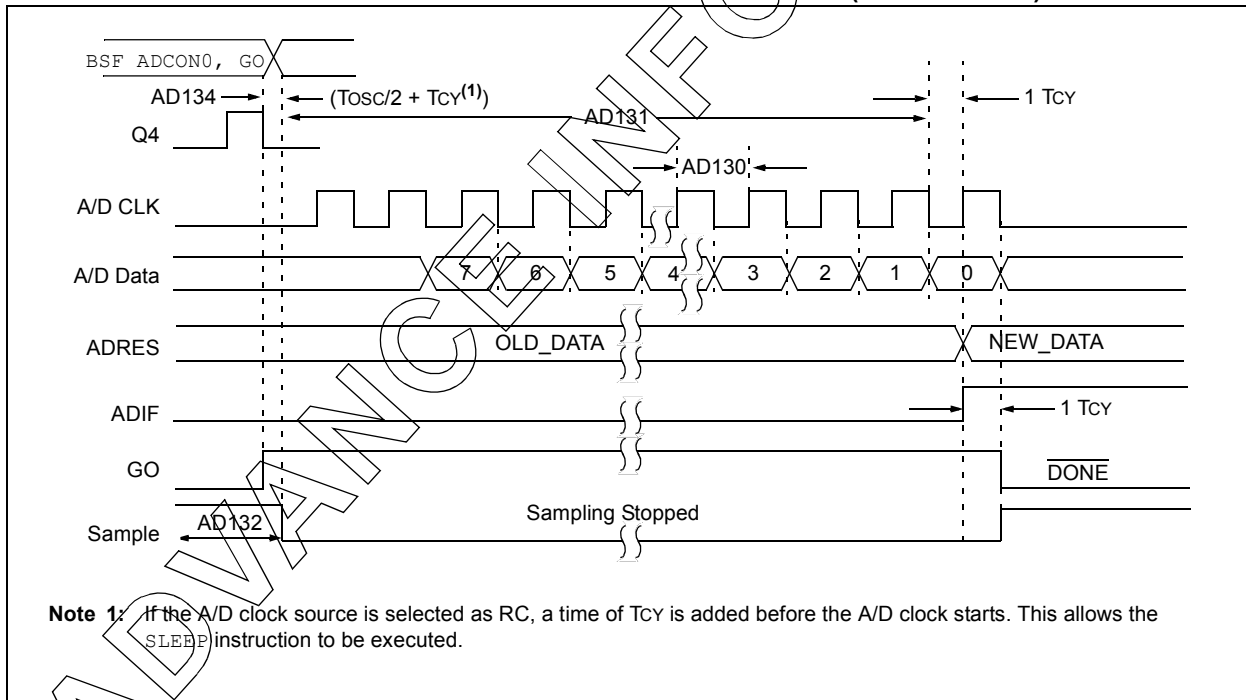 BSF ADCON0, GO
AD134
(TOSC/2 + TCY(1))
AD131
1 TCY
Q4
AD130
A/D CLK
A/D Data
7 6 5 4 3 2 1 0
ADRES
OLD_DATA
NEW_DATA
ADIF
1 TCY
GO
DONE
Sample
AD132
Sampling Stopped
Note 1: If the A/D clock source is selected as RC, a time of TCY is added before the A/D clock starts. This allows the
SLEEP instruction to be executed.
ADVANCE INFO